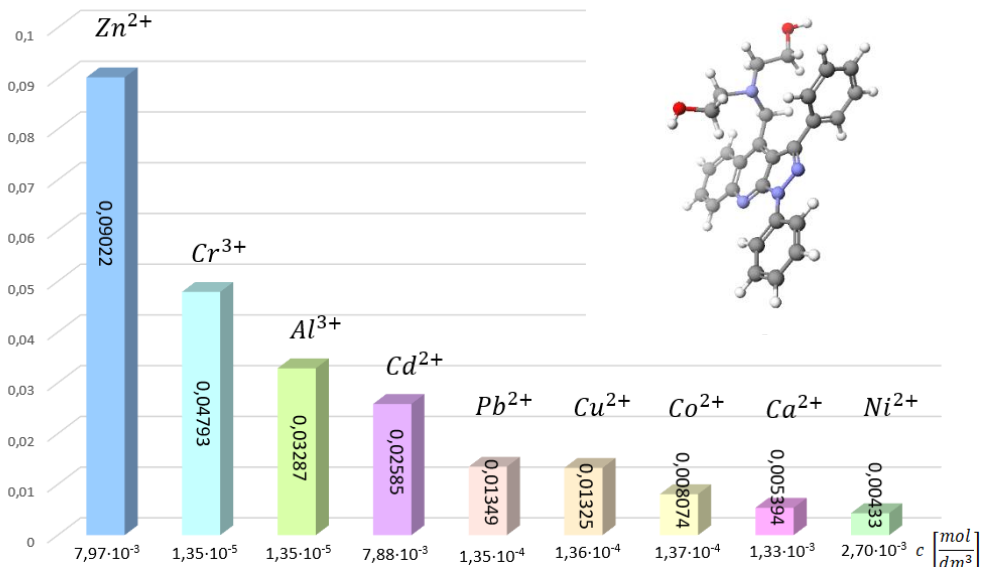 0,1
0,09
0,08
0,07
0,06
0,05
0,04
0,03
0,02
0,01
0
Zn²⁺
Cr³⁺
Al³⁺
Cd²⁺
Pb²⁺
Cu²⁺
Co²⁺
Ca²⁺
Ni²⁺
0,09022
0,04793
0,03287
0,02585
0,01349
0,01325
0,008074
0,005394
0,00433
7,97·10⁻³
1,35·10⁻⁵
1,35·10⁻⁵
7,88·10⁻³
1,35·10⁻⁴
1,36·10⁻⁴
1,37·10⁻⁴
1,33·10⁻³
2,70·10⁻³
c [mol/dm³]